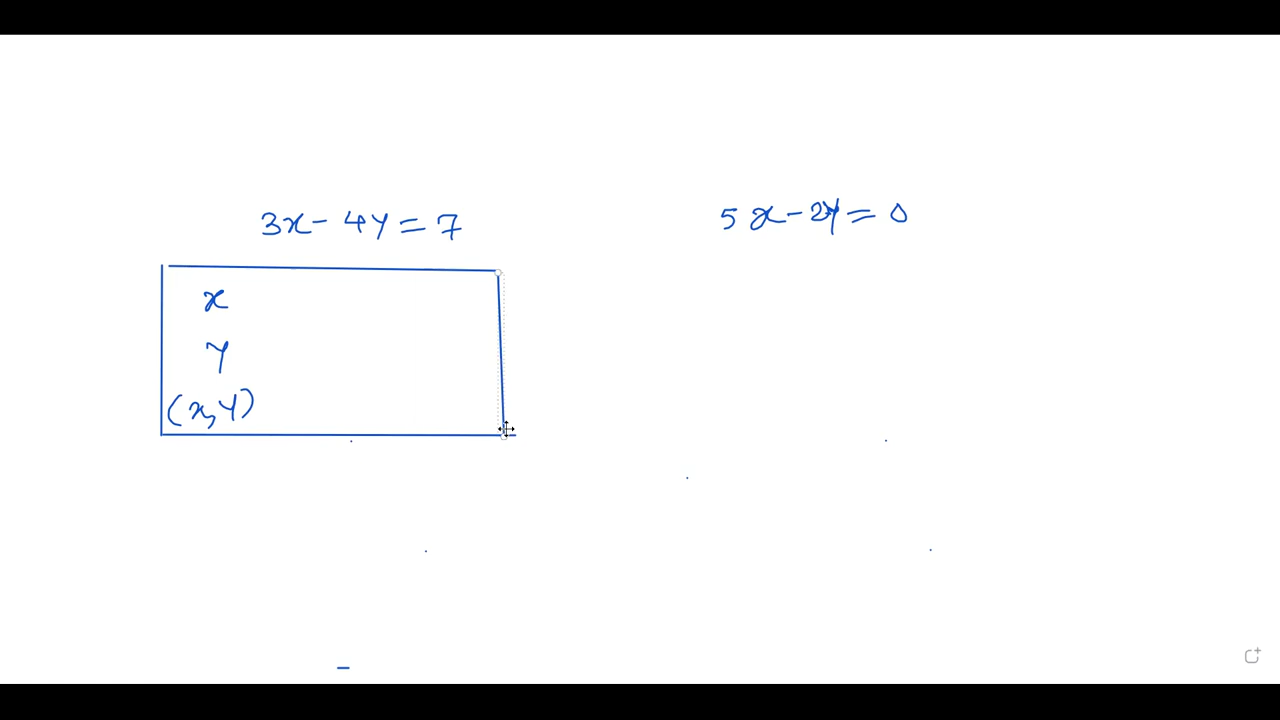 3x - 4y = 7
5x - 2y = 0
x
y
(x, y)